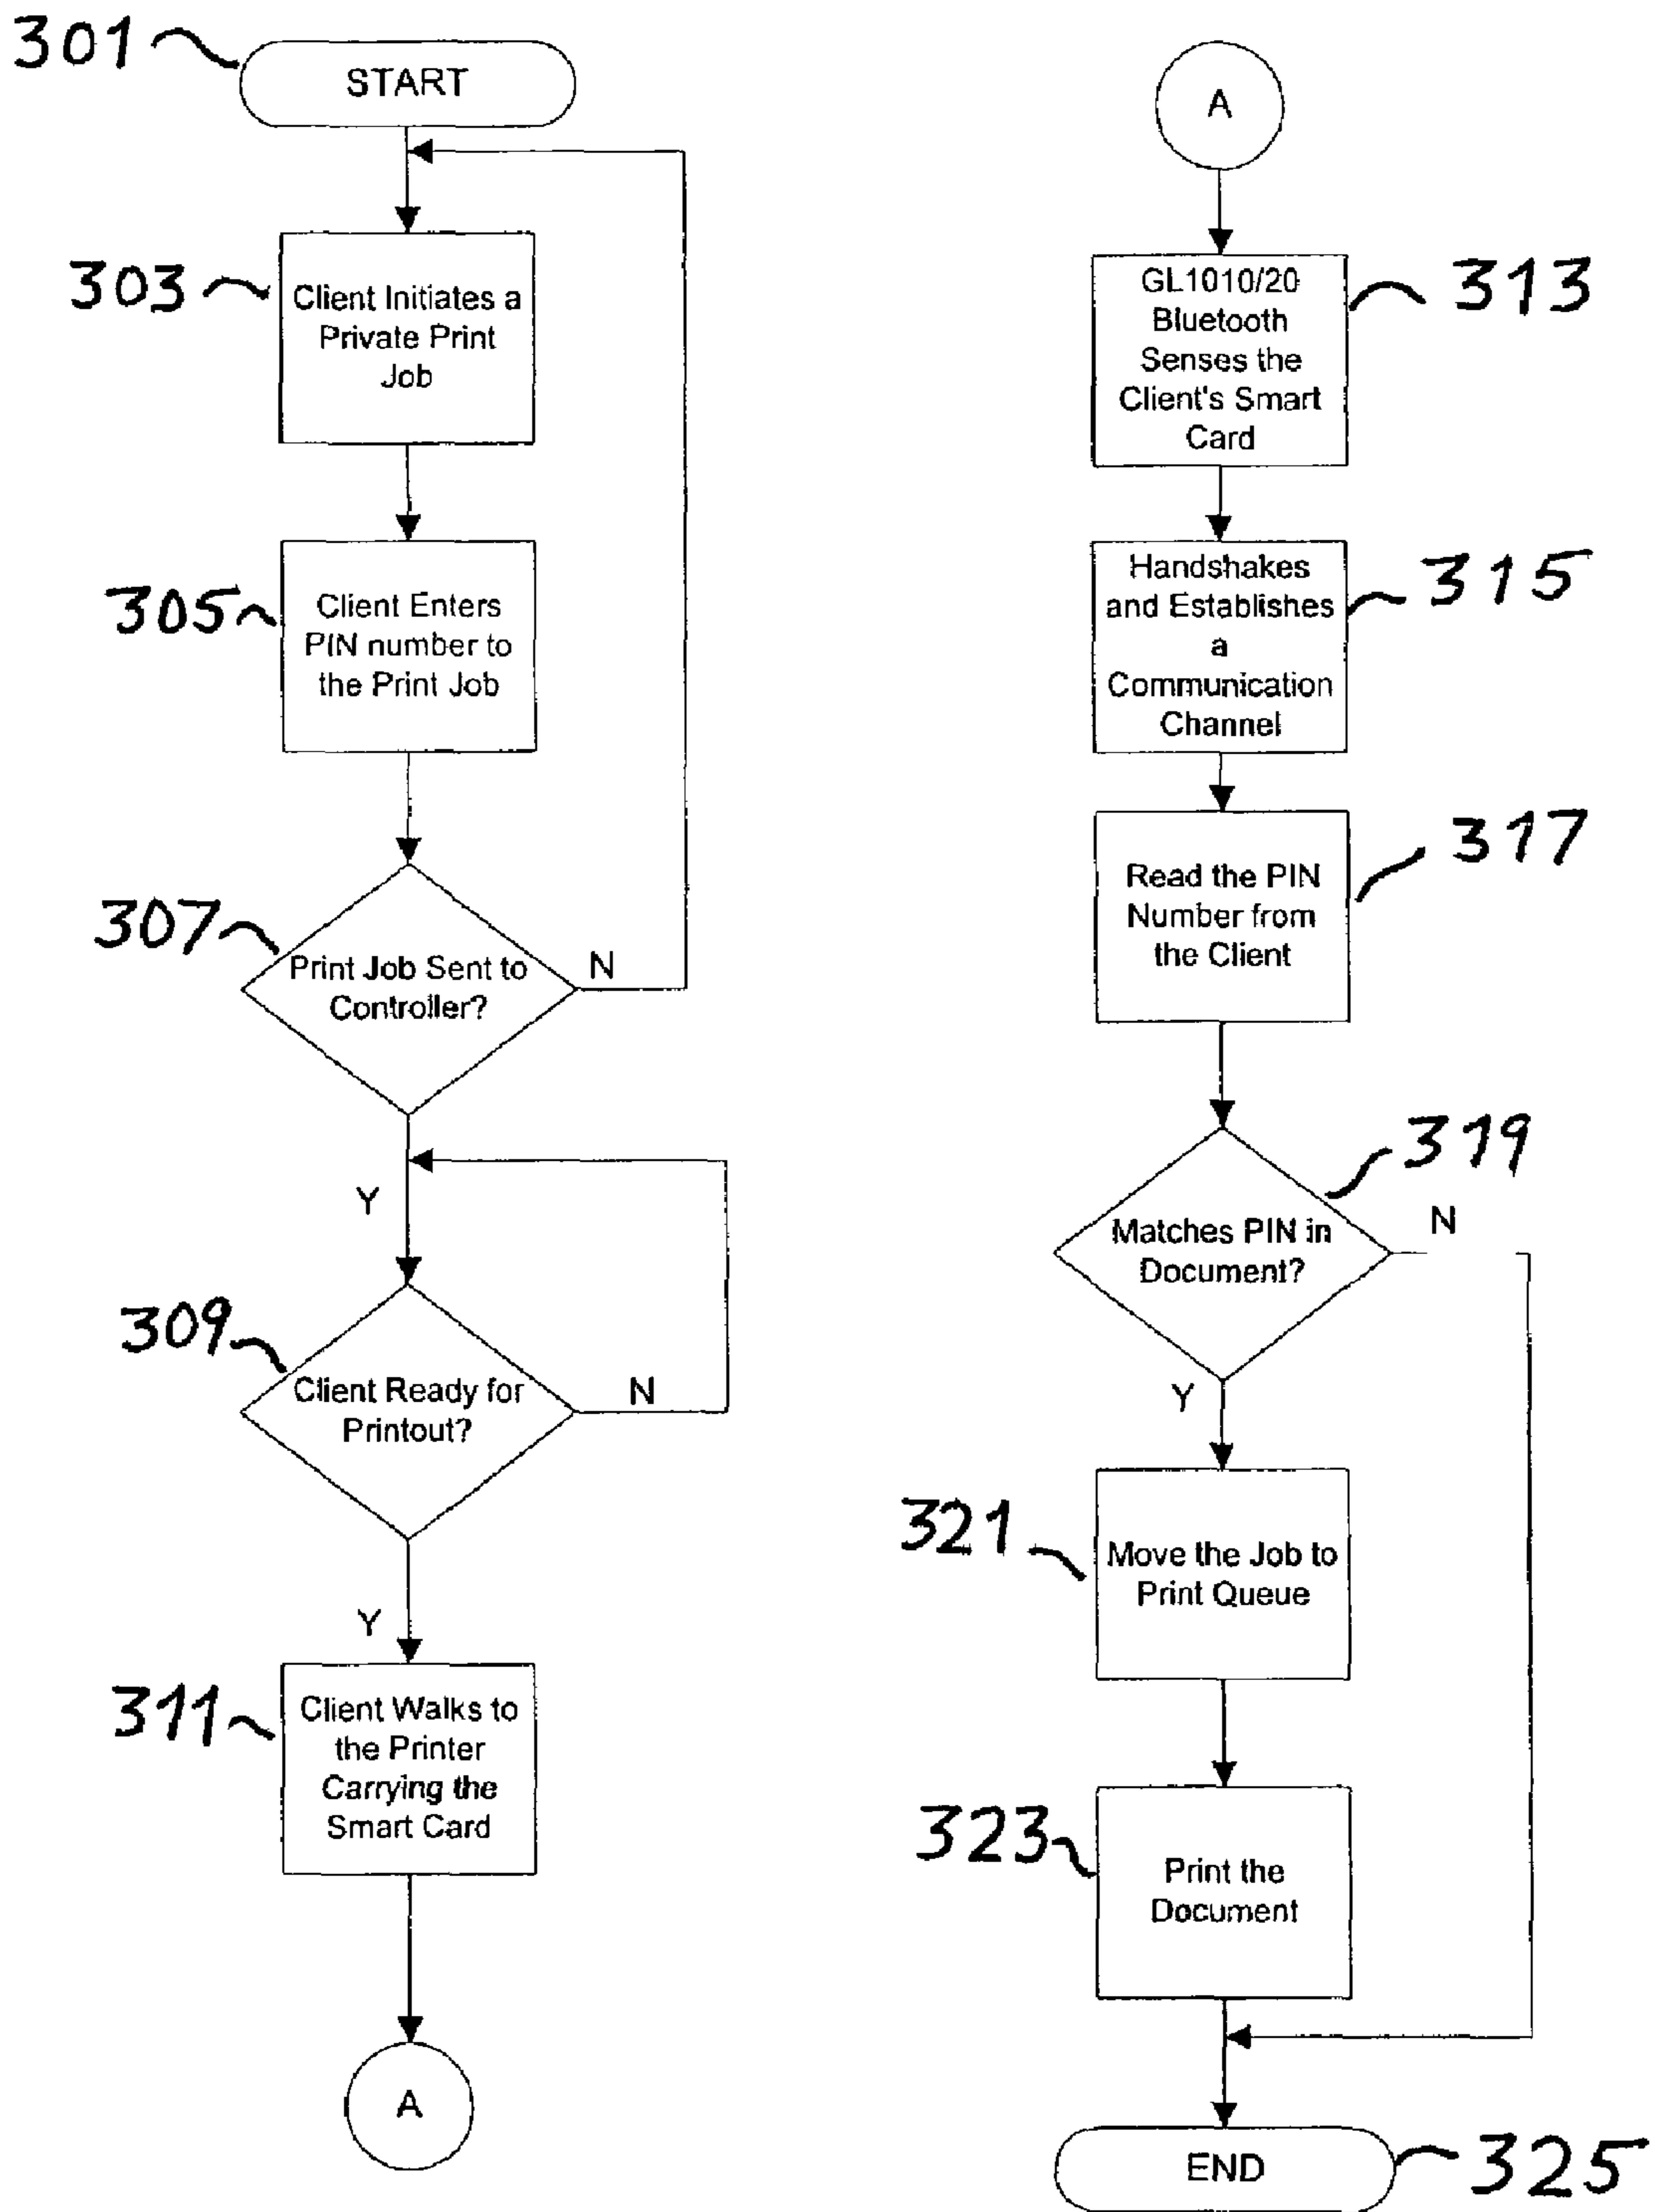 301
START
303
Client Initiates a
Private Print
Job
305
Client Enters
PIN number to
the Print Job
307
Print Job Sent to
Controller?
N
Y
309
Client Ready for
Printout?
N
Y
311
Client Walks to
the Printer
Carrying the
Smart Card
A
A
313
GL1010/20
Bluetooth
Senses the
Client's Smart
Card
315
Handshakes
and Establishes
a
Communication
Channel
317
Read the PIN
Number from
the Client
319
Matches PIN in
Document?
N
Y
321
Move the Job to
Print Queue
323
Print the
Document
END
325